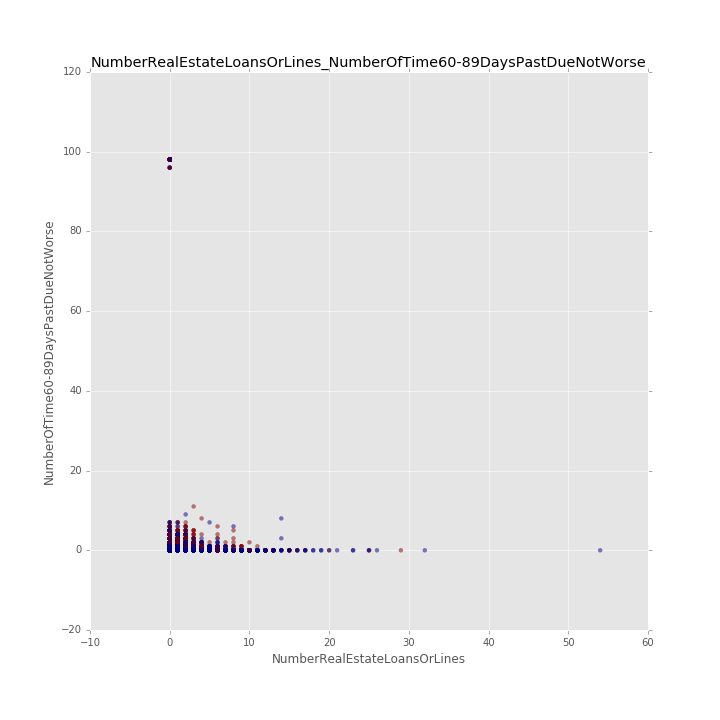 NumberRealEstateLoansOrLines_NumberOfTime60-89DaysPastDueNotWorse
120
100
80
60
40
20
0
−20
NumberOfTime60-89DaysPastDueNotWorse
−10 0 10 20 30 40 50 60
NumberRealEstateLoansOrLines